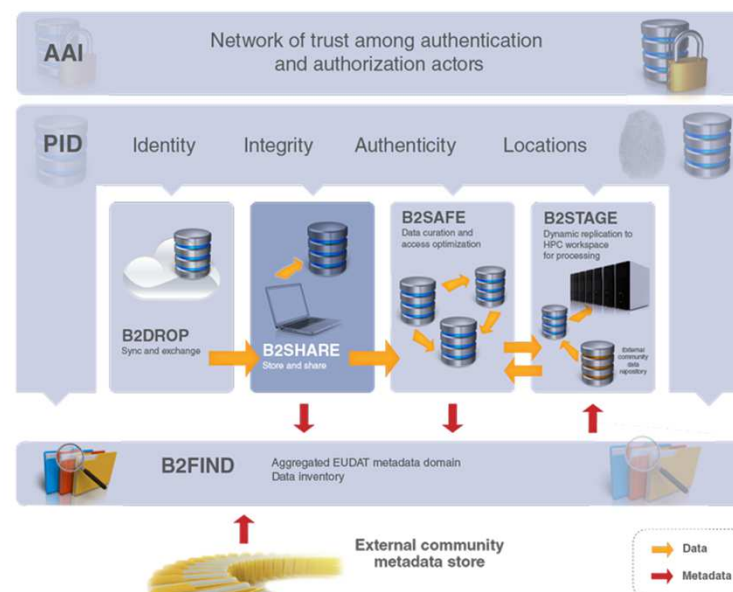 AAI
Network of trust among authentication
and authorization actors
PID
Identity
Integrity
Authenticity
Locations
B2DROP
Sync and exchange
B2SHARE
Store and share
B2SAFE
Data curation and
access optimization
B2STAGE
Dynamic replication to
HPC workspace
for processing
External
community
data
repository
B2FIND
Aggregated EUDAT metadata domain
Data inventory
External community
metadata store
Data
Metadata